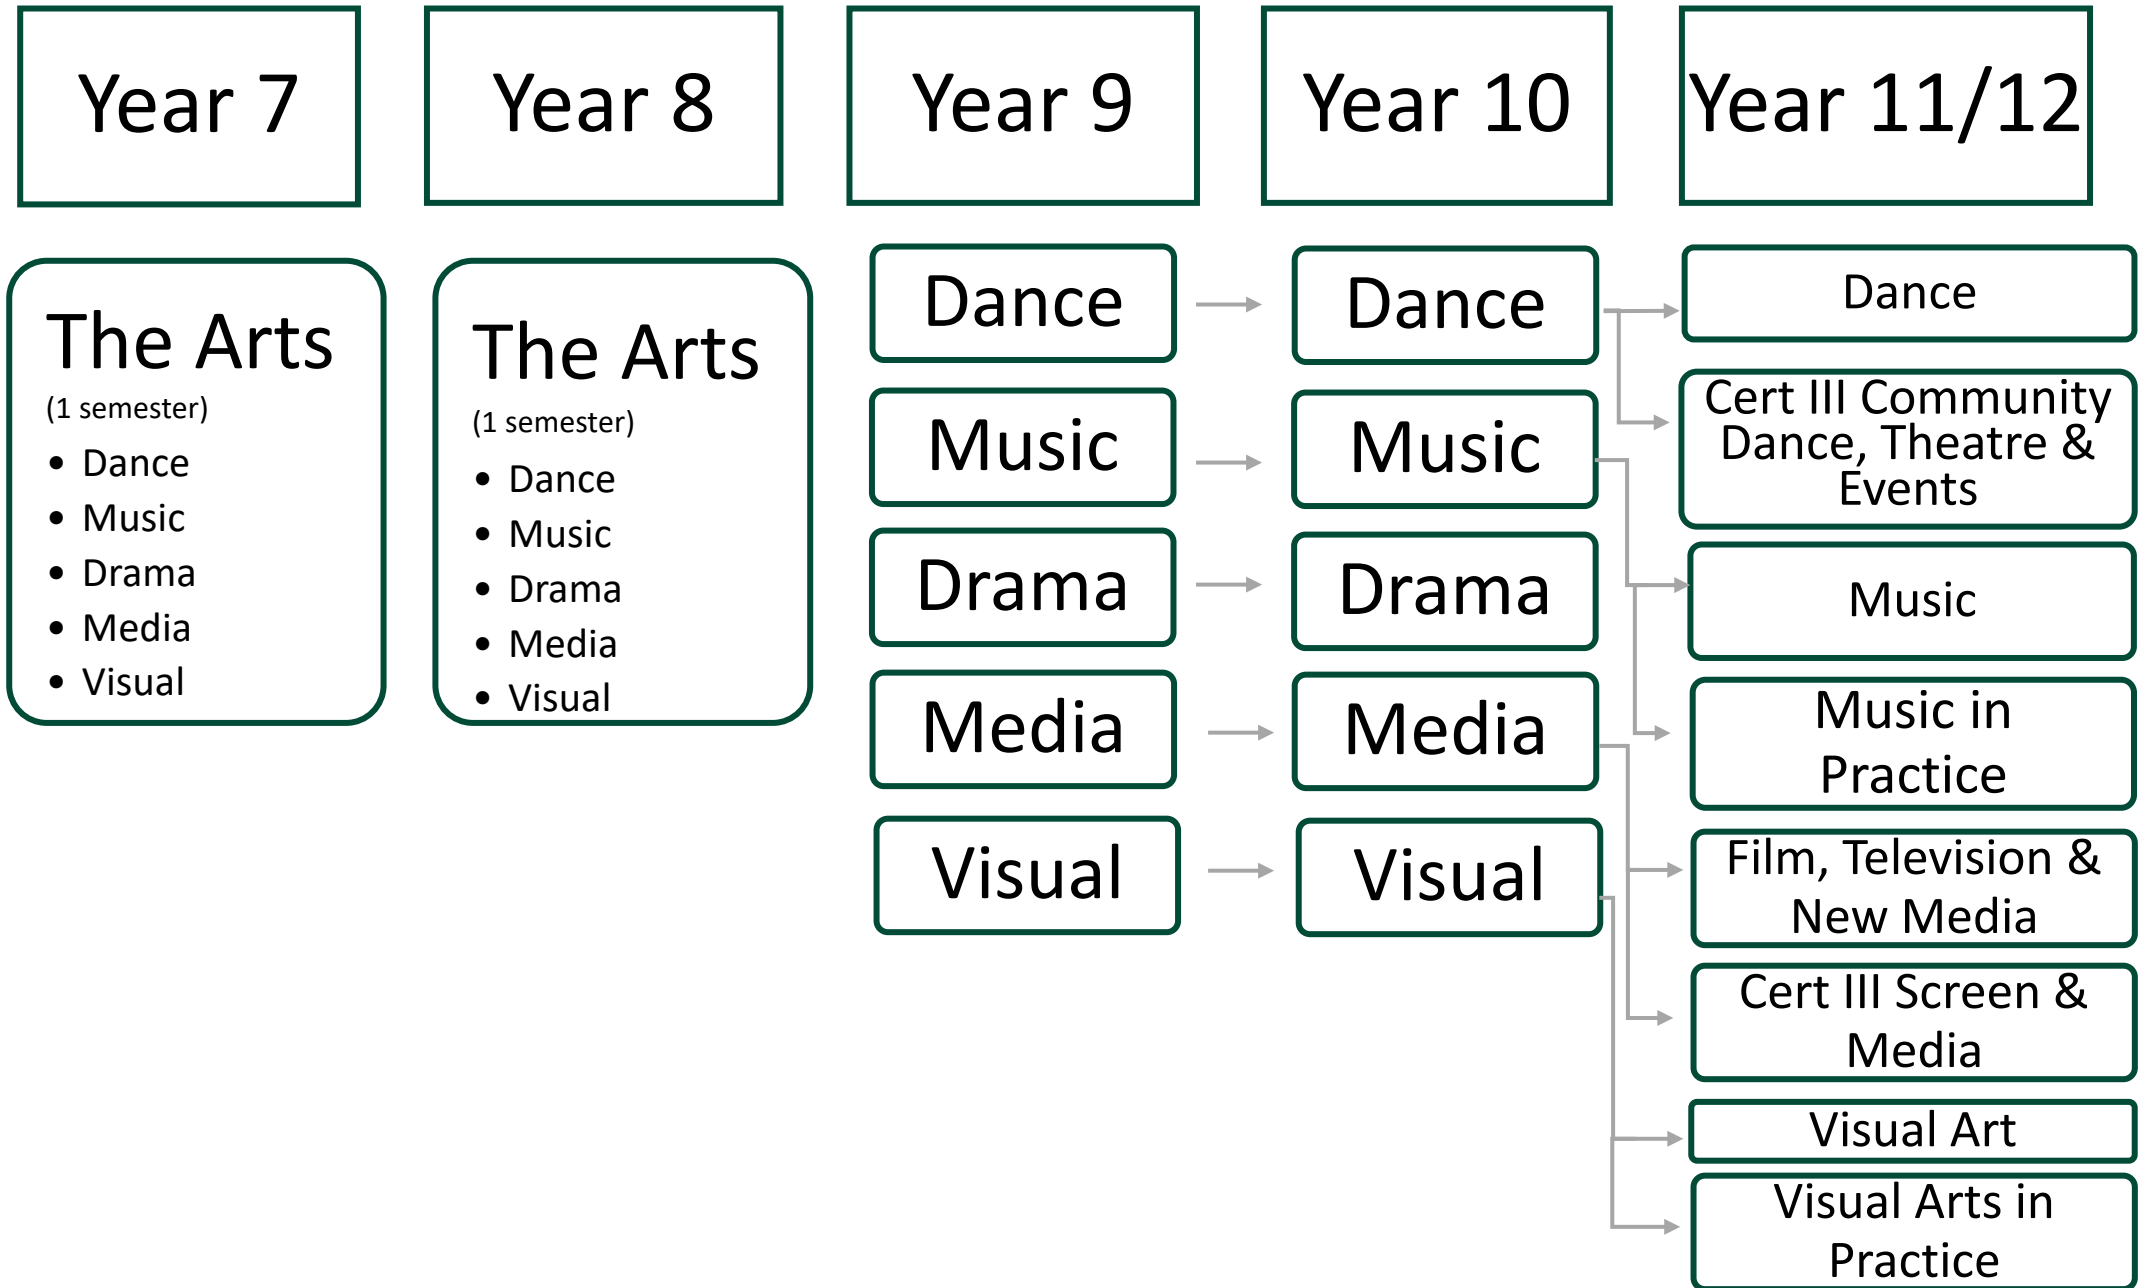 Year 7
Year 8
Year 9
Year 10
Year 11/12
The Arts
(1 semester)
• Dance
• Music
• Drama
• Media
• Visual
The Arts
(1 semester)
• Dance
• Music
• Drama
• Media
• Visual
Dance
Music
Drama
Media
Visual
Dance
Music
Drama
Media
Visual
Dance
Cert III Community
Dance, Theatre &
Events
Music
Music in
Practice
Film, Television &
New Media
Cert III Screen &
Media
Visual Art
Visual Arts in
Practice